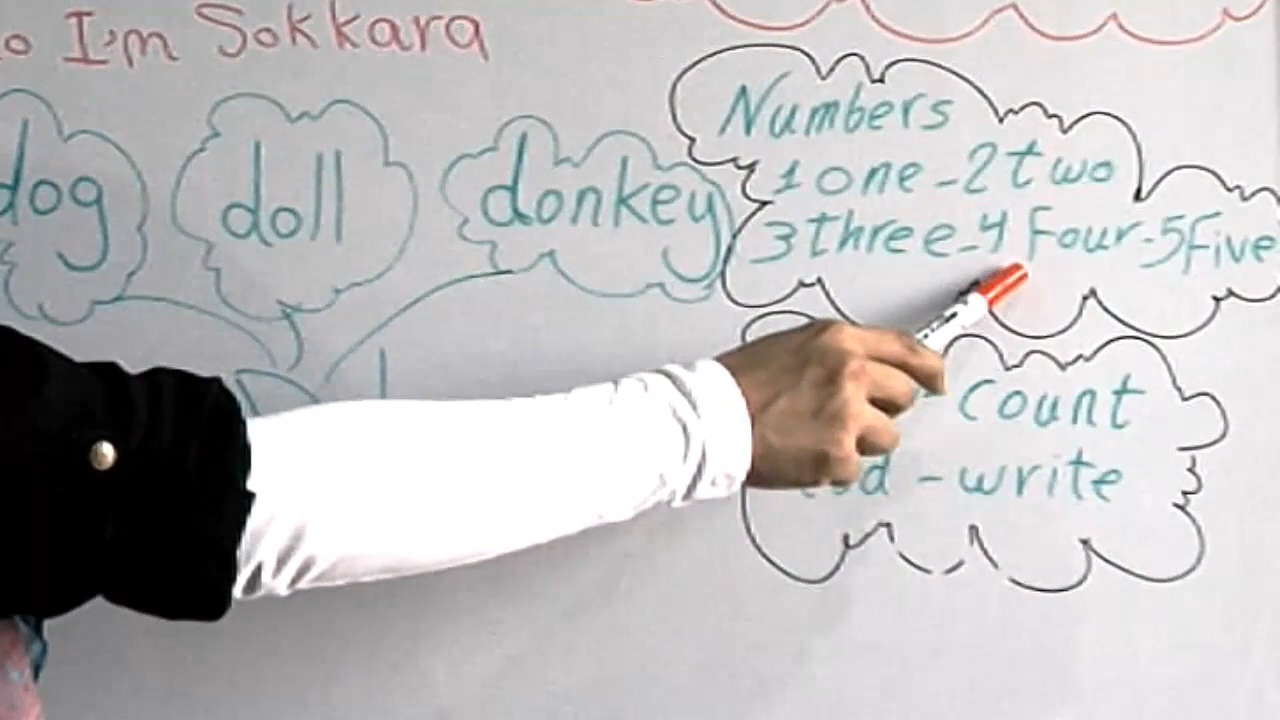 I'm Sokkara
dog
doll
donkey
Numbers
1 one - 2 two
3 three - 4 Four - 5 Five
count
- write